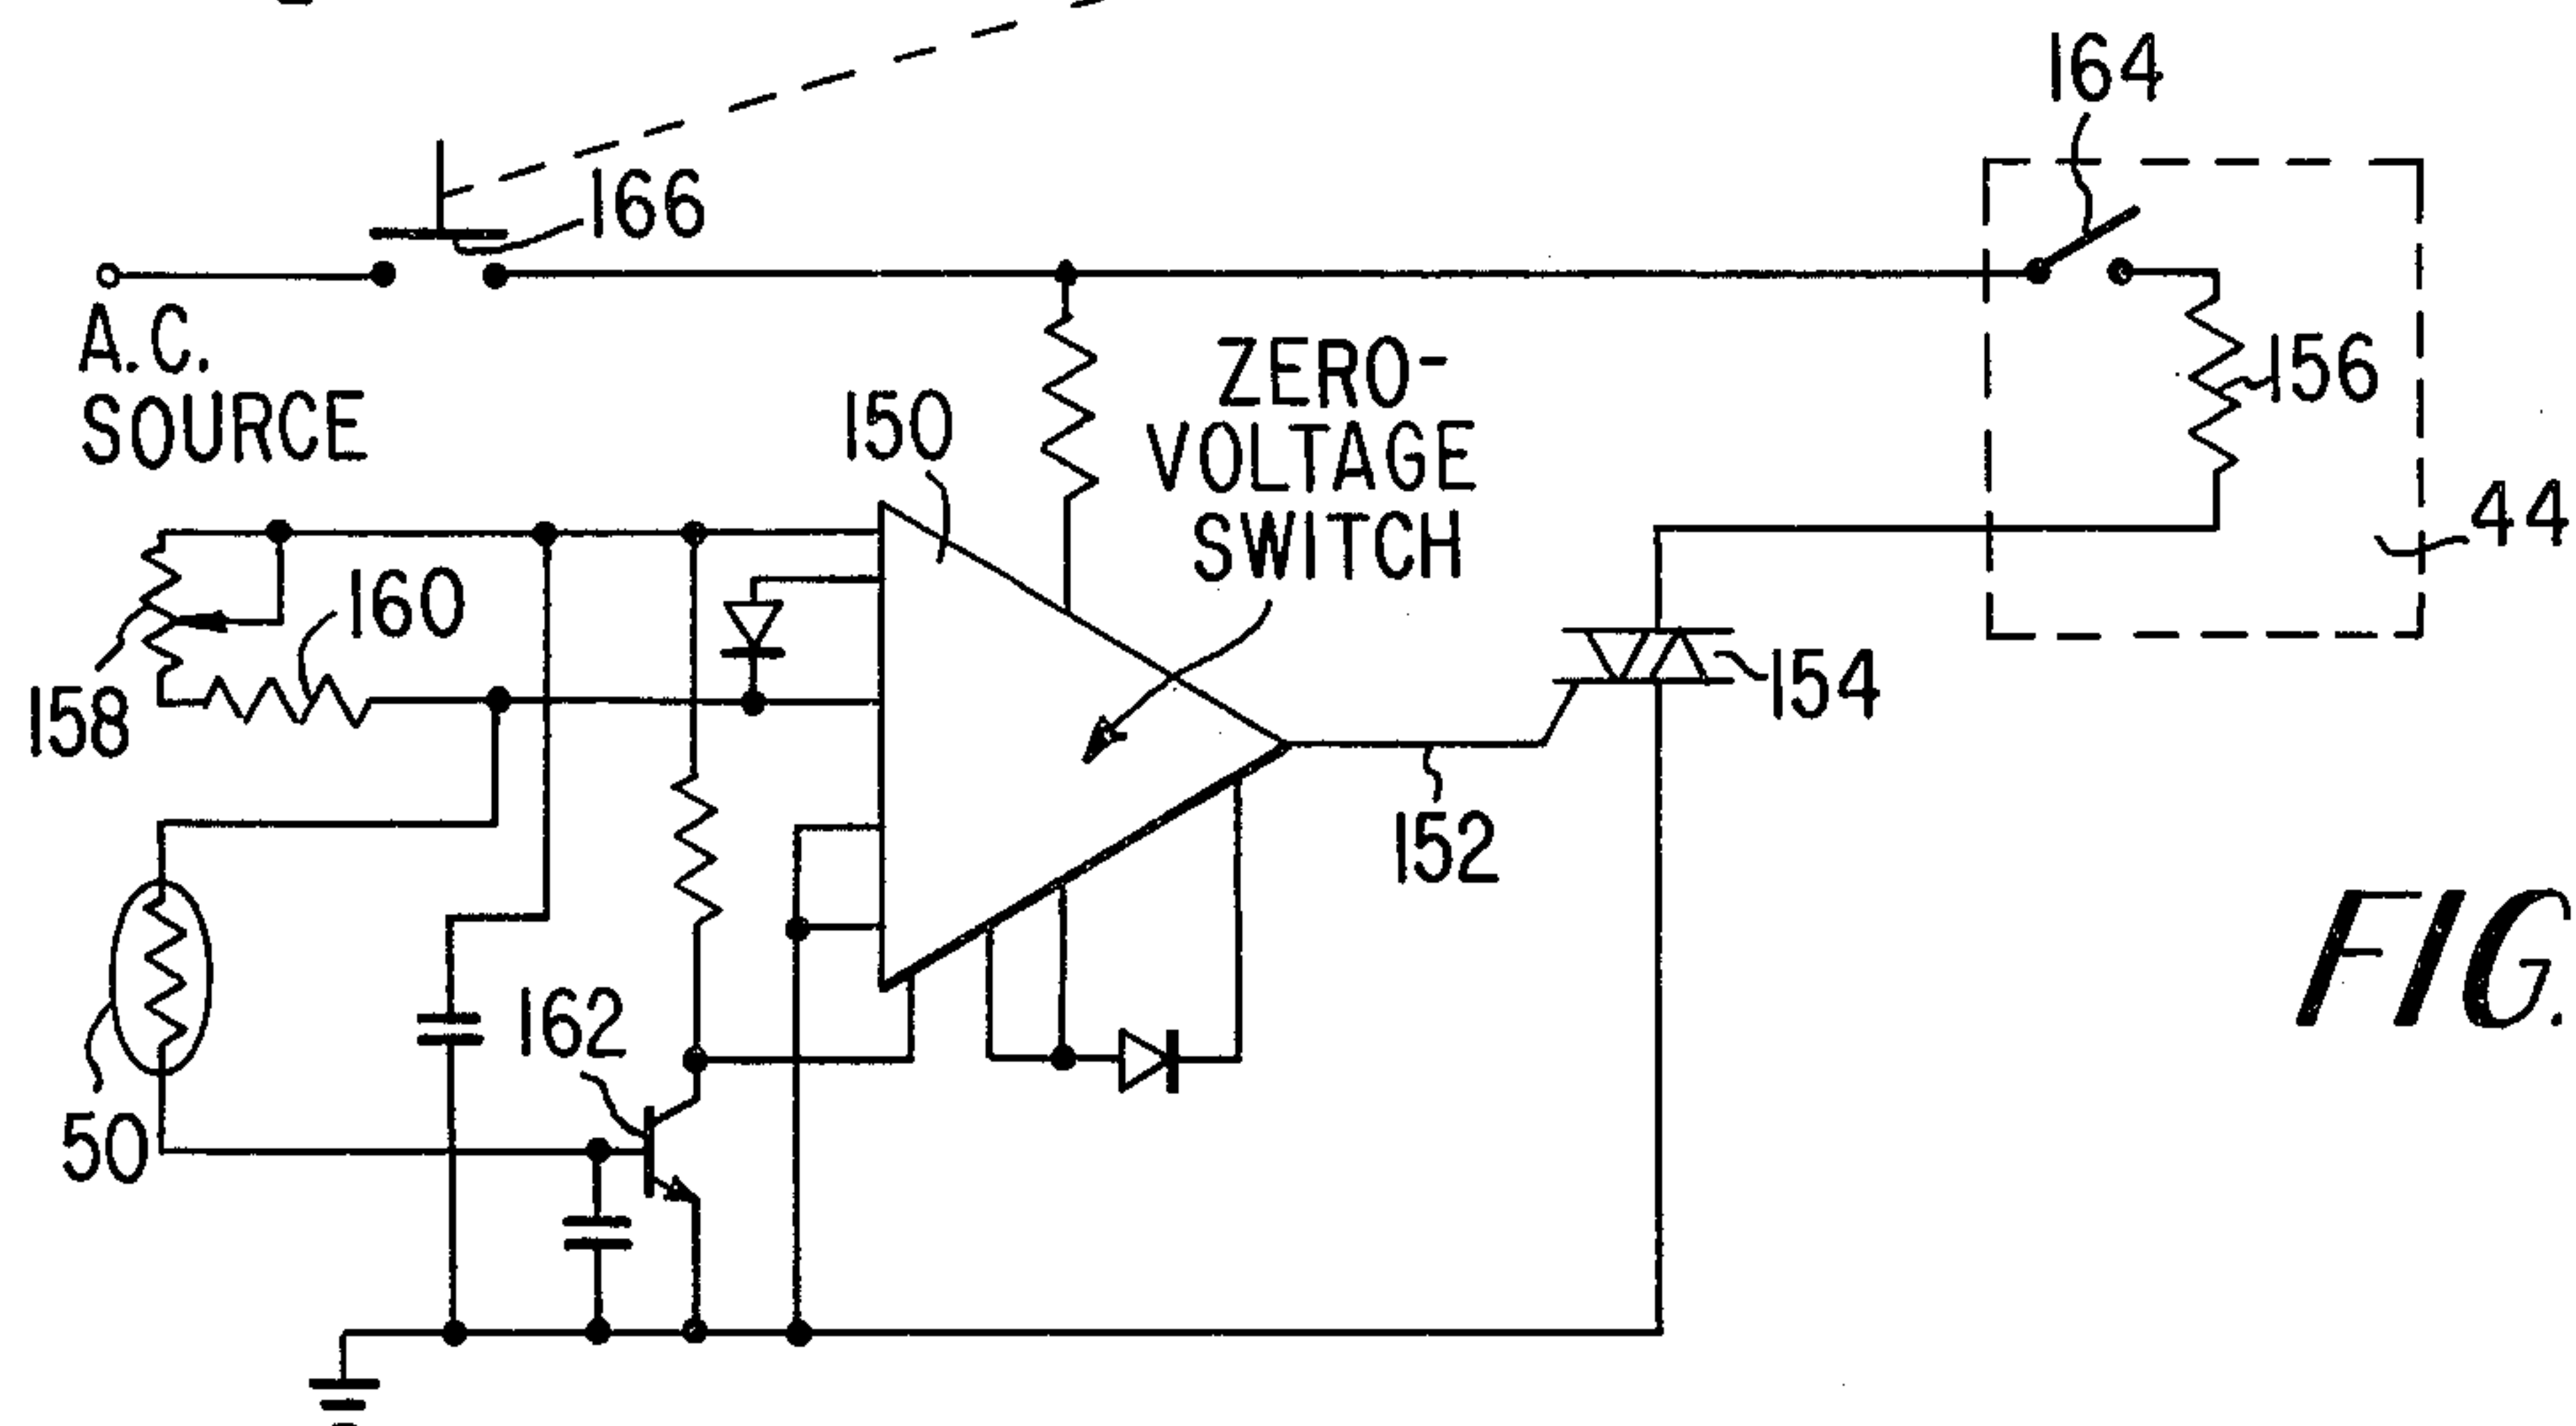 164
166
A.C.
SOURCE
ZERO-
VOLTAGE
SWITCH
150
156
44
160
158
154
152
162
50
FIG.